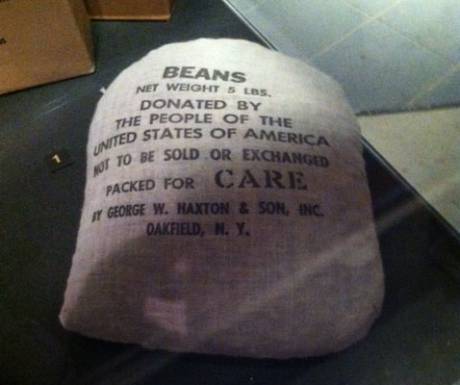 BEANS
NET WEIGHT 5 LBS.
DONATED BY
THE PEOPLE OF THE
UNITED STATES OF AMERICA
NOT TO BE SOLD OR EXCHANGED
PACKED FOR CARE
BY GEORGE W. HAXTON & SON, INC.
OAKFIELD, N. Y.
1